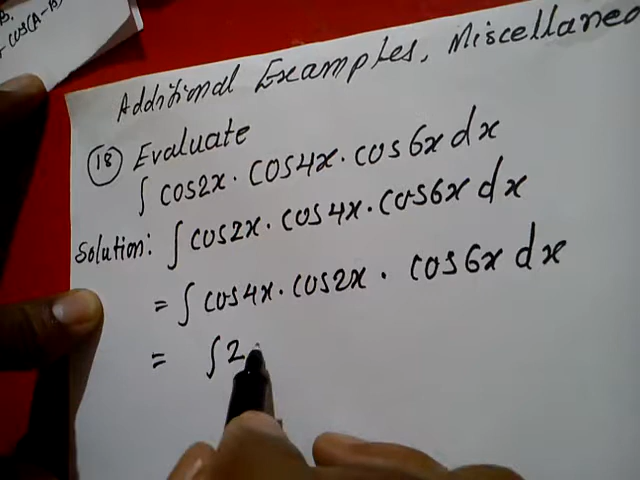 B.
cos(A-B)
Additional Examples, Miscellaneo
(18) Evaluate
∫ cos2x · cos4x · cos6x dx
Solution: ∫ cos2x · cos4x · cos6x dx
= ∫ cos4x · cos2x · cos6x dx
= ∫ 2